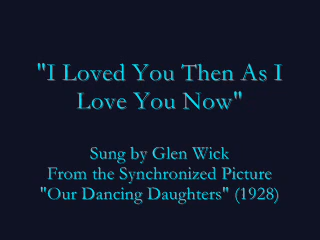 "I Loved You Then As I
Love You Now"
Sung by Glen Wick
From the Synchronized Picture
"Our Dancing Daughters" (1928)